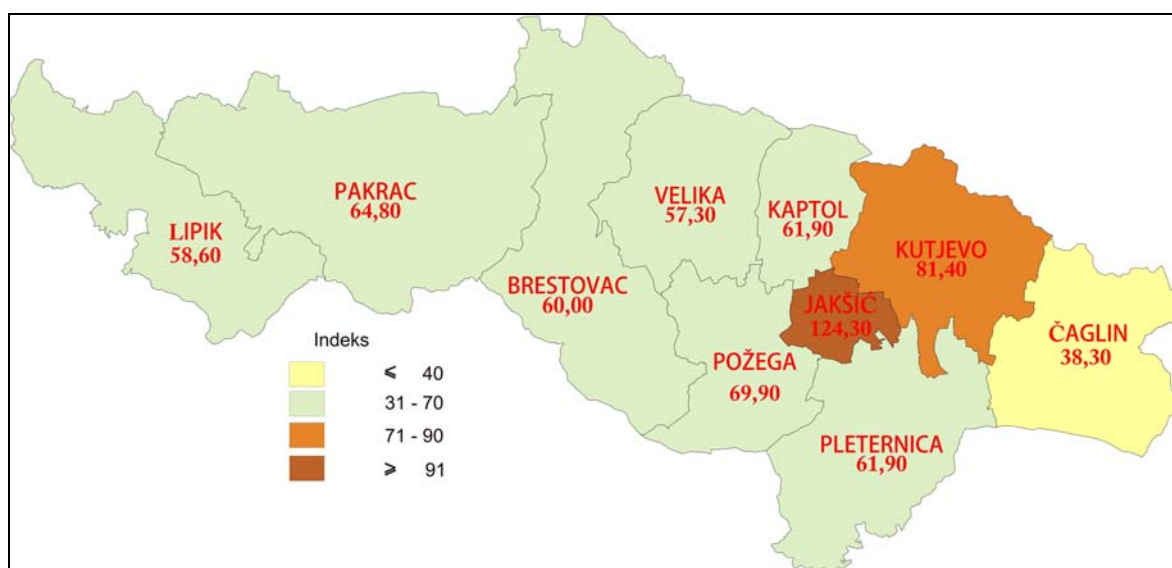 PAKRAC
64,80
LIPIK
58,60
BRESTOVAC
60,00
VELIKA
57,30
KAPTOL
61,90
KUTJEVO
81,40
JAKŠIĆ
124,30
ČAGLIN
38,30
POŽEGA
69,90
PLETERNICA
61,90
Indeks
⩽ 40
31 - 70
71 - 90
⩾ 91